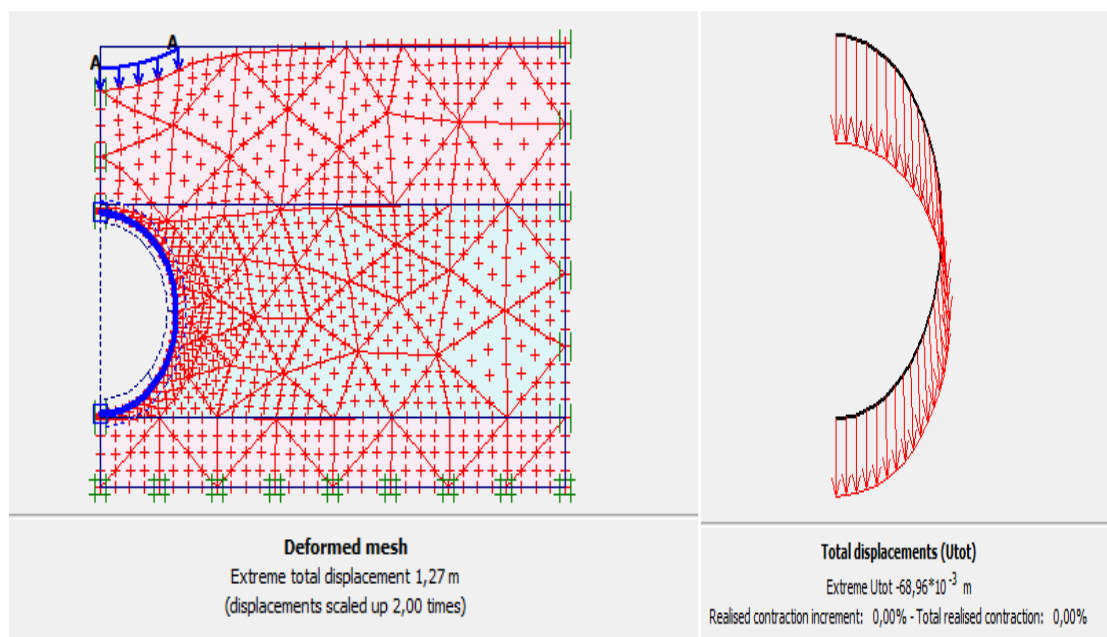 A
A
Deformed mesh
Extreme total displacement 1,27 m
(displacements scaled up 2,00 times)
Total displacements (Utot)
Extreme Utot -68,96*10 -3 m
Realised contraction increment: 0,00% - Total realised contraction: 0,00%